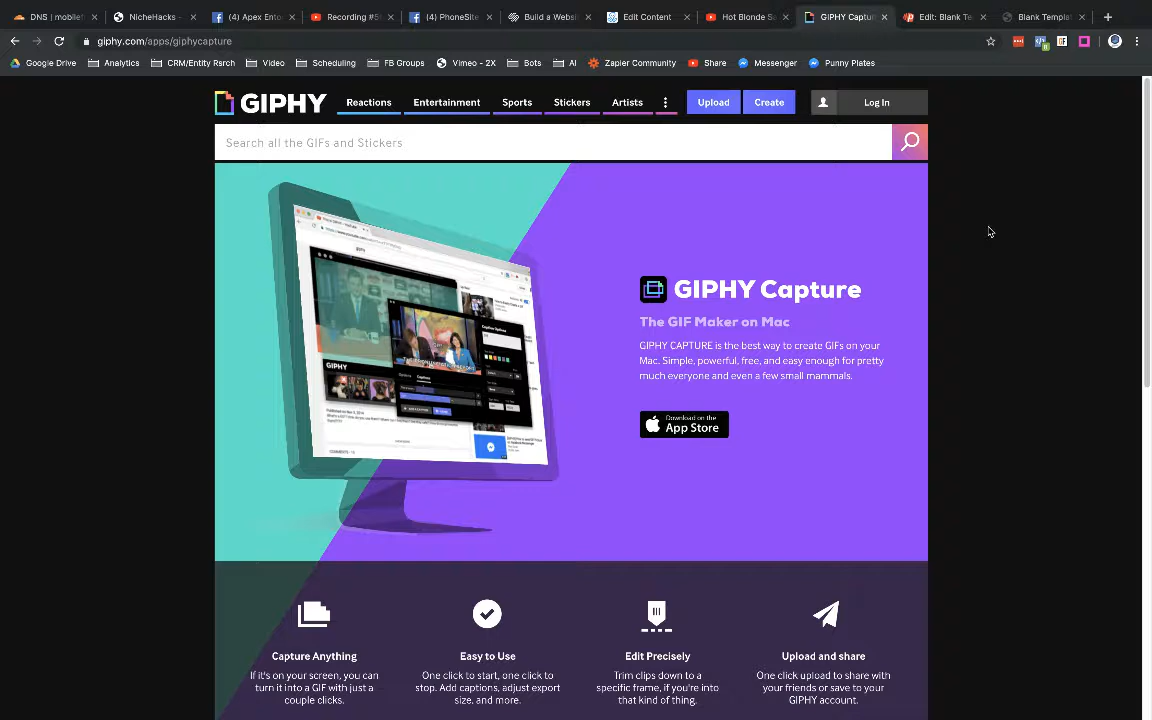 DNS | mobilef
NicheHacks -
(4) Apex Ento
Recording #5
(4) PhoneSite
Build a Websi
Edit Content
Hot Blonde Se
GIPHY Captur
Edit: Blank Te
Blank Templat
giphy.com/apps/giphycapture
Google Drive
Analytics
CRM/Entity Rsrch
Video
Scheduling
FB Groups
Vimeo - 2X
Bots
AI
Zapier Community
Share
Messenger
Punny Plates
GIPHY
Reactions
Entertainment
Sports
Stickers
Artists
Upload
Create
Log In
Search all the GIFs and Stickers
GIPHY Capture
The GIF Maker on Mac
GIPHY CAPTURE is the best way to create GIFs on your
Mac. Simple, powerful, free, and easy enough for pretty
much everyone and even a few small mammals.
Download on the
App Store
GIPHY
Capture Anything
If it's on your screen, you can
turn it into a GIF with just a
couple clicks.
Easy to Use
One click to start, one click to
stop. Add captions, adjust export
size, and more.
Edit Precisely
Trim clips down to a
specific frame, if you're into
that kind of thing.
Upload and share
One click upload to share with
your friends or save to your
GIPHY account.